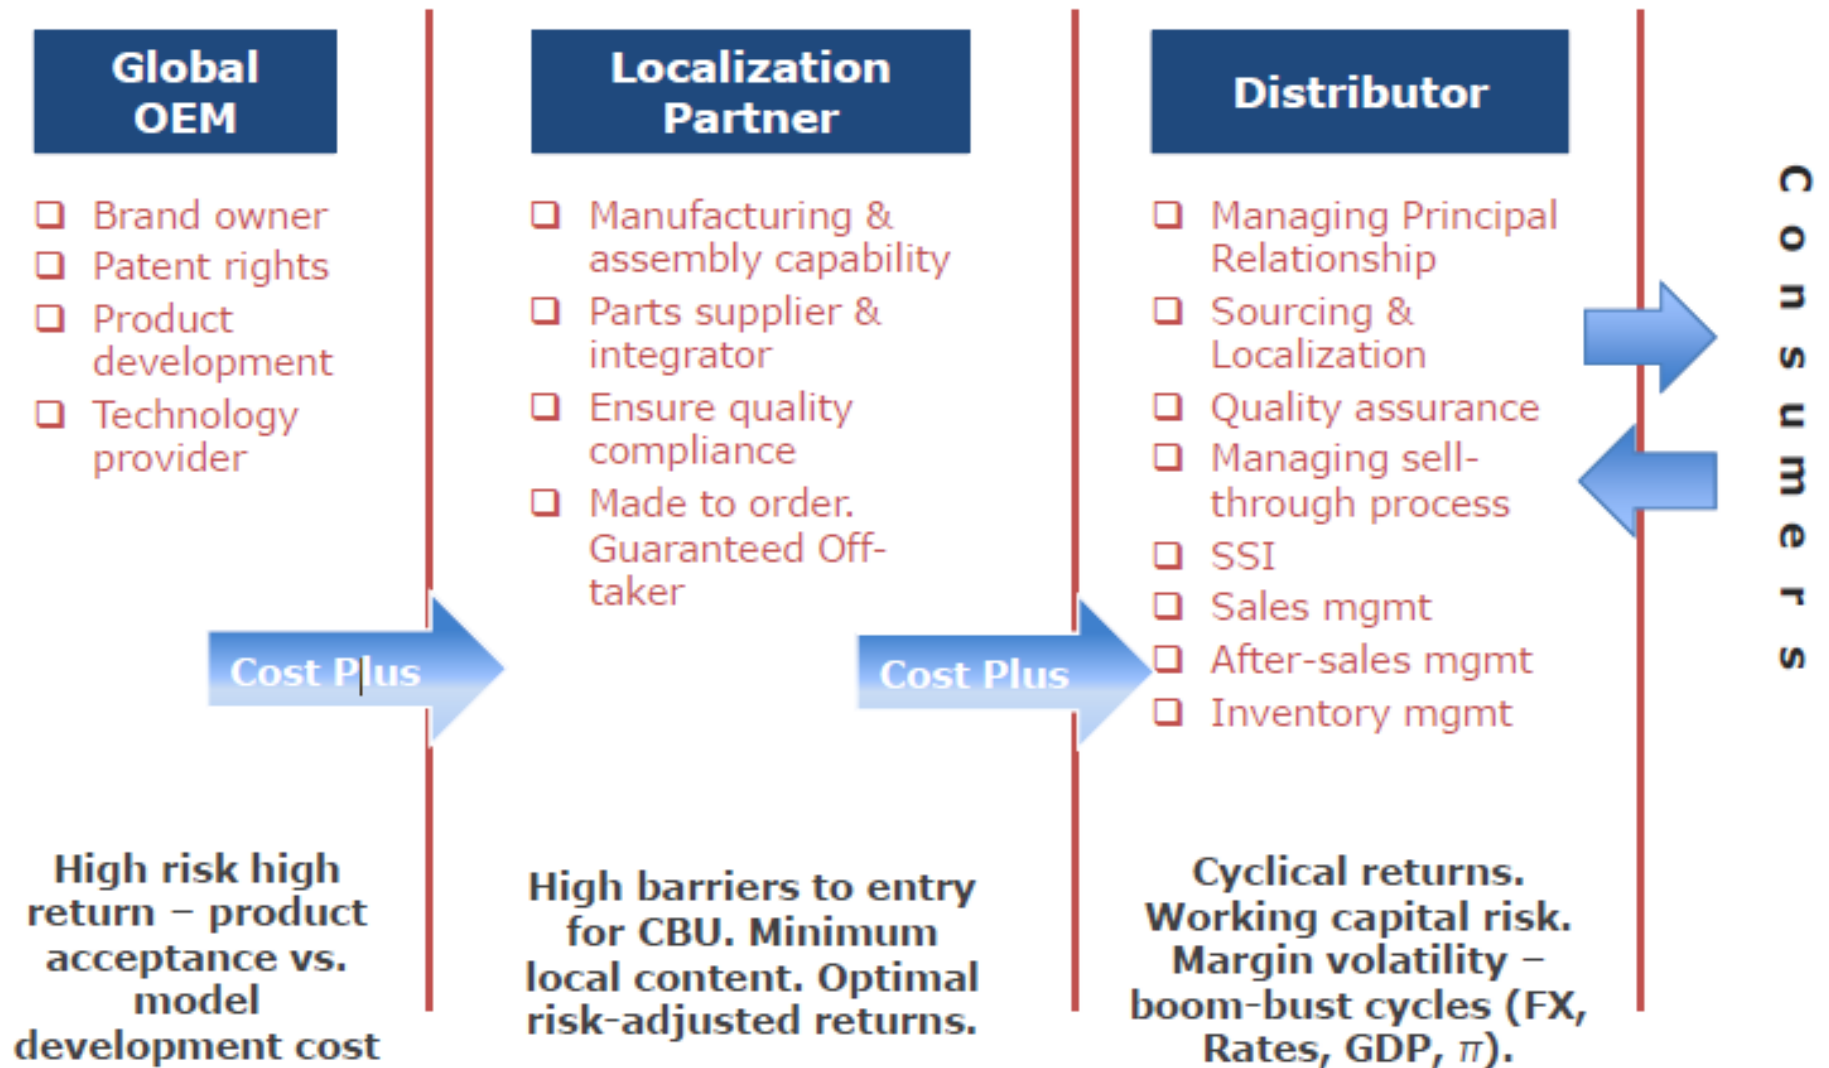 Global
OEM
Brand owner
Patent rights
Product
development
Technology
provider
Cost Plus
High risk high
return – product
acceptance vs.
model
development cost
Localization
Partner
Manufacturing &
assembly capability
Parts supplier &
integrator
Ensure quality
compliance
Made to order.
Guaranteed Off-
taker
Cost Plus
High barriers to entry
for CBU. Minimum
local content. Optimal
risk-adjusted returns.
Distributor
Managing Principal
Relationship
Sourcing &
Localization
Quality assurance
Managing sell-
through process
SSI
Sales mgmt
After-sales mgmt
Inventory mgmt
Cyclical returns.
Working capital risk.
Margin volatility –
boom-bust cycles (FX,
Rates, GDP, π).
Consumers